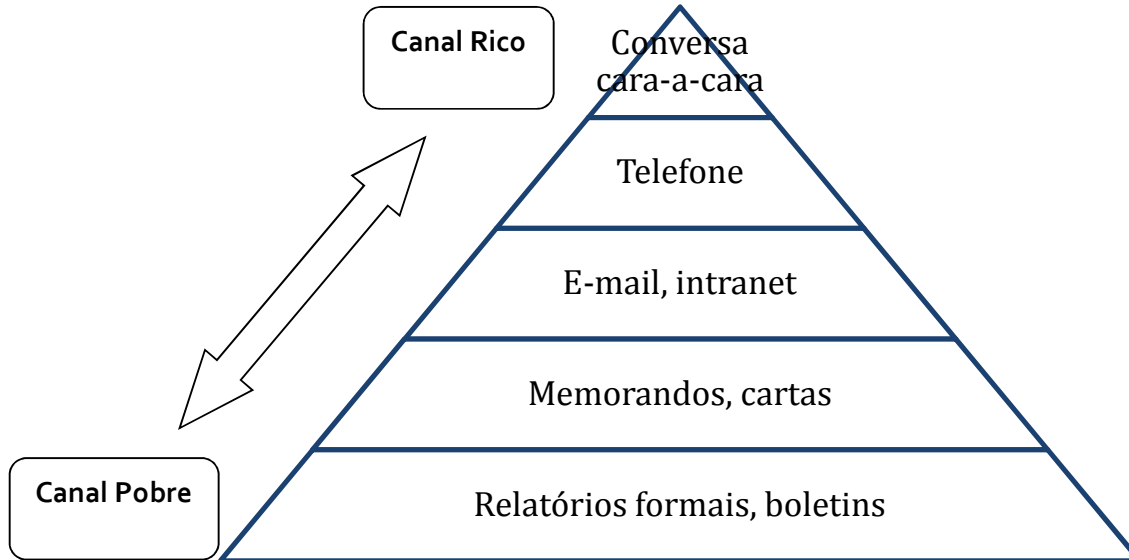 Canal Rico
Conversa
cara-a-cara
Telefone
E-mail, intranet
Memorandos, cartas
Canal Pobre
Relatórios formais, boletins